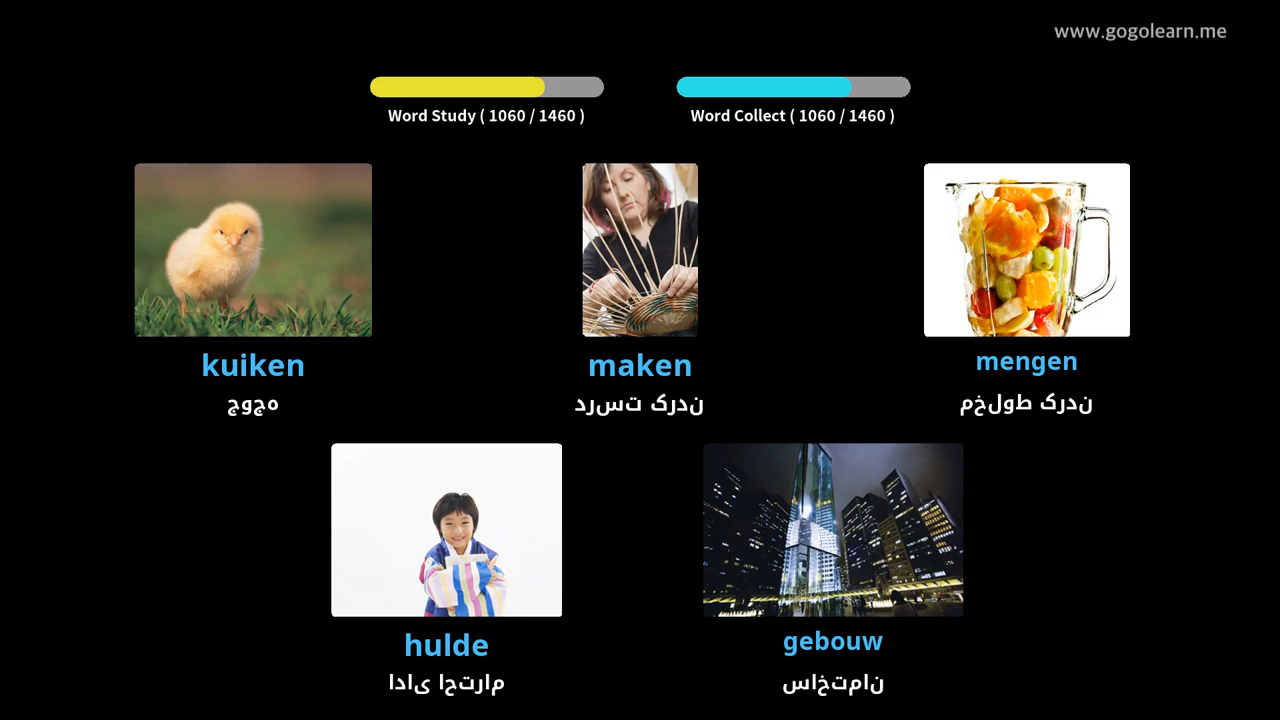 www.gogolearn.me
Word Study ( 1060 / 1460 )
Word Collect ( 1060 / 1460 )
kuiken
جوجه
maken
درست کردن
mengen
مخلوط کردن
hulde
ادای احترام
gebouw
ساختمان